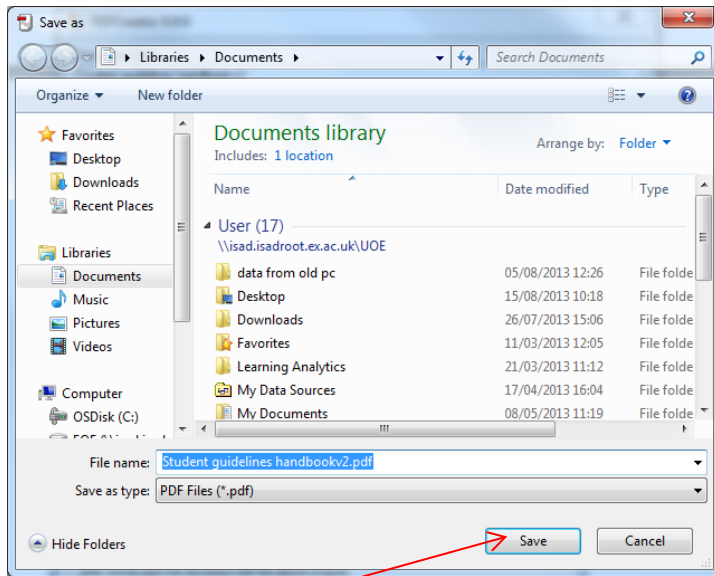 Save as
Libraries Documents
Search Documents
Organize New folder
Favorites
Desktop
Downloads
Recent Places
Libraries
Documents
Music
Pictures
Videos
Computer
OSDisk (C:)
Documents library
Includes: 1 location
Arrange by: Folder
Name Date modified Type
User (17)
\\isad.isadroot.ex.ac.uk\UOE
data from old pc 05/08/2013 12:26 File folde
Desktop 15/08/2013 10:18 File folde
Downloads 26/07/2013 15:06 File folde
Favorites 11/03/2013 12:05 File folde
Learning Analytics 21/03/2013 11:12 File folde
My Data Sources 17/04/2013 16:04 File folde
My Documents 08/05/2013 11:19 File folde
File name: Student guidelines handbookv2.pdf
Save as type: PDF Files (*.pdf)
Hide Folders
Save Cancel